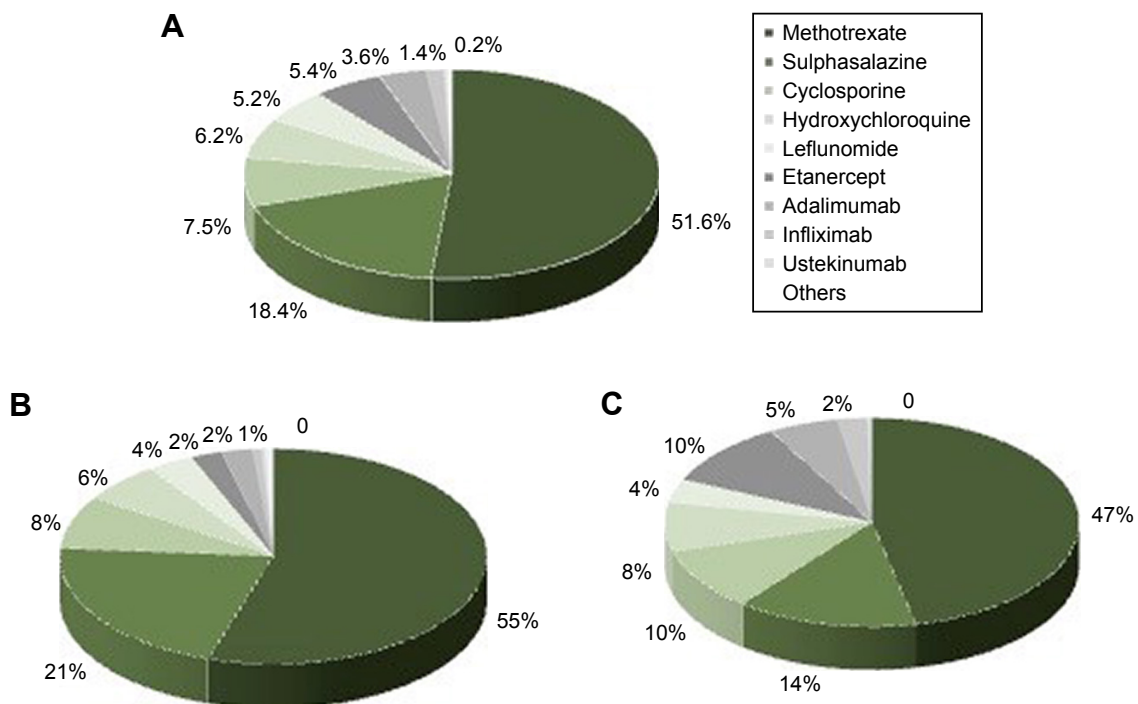 A
0.2%
1.4%
3.6%
5.4%
5.2%
6.2%
7.5%
18.4%
51.6%
Methotrexate
Sulphasalazine
Cyclosporine
Hydroxychloroquine
Leflunomide
Etanercept
Adalimumab
Infliximab
Ustekinumab
Others
B
0
1%
2%
2%
4%
6%
8%
21%
55%
C
0
2%
5%
10%
4%
8%
10%
14%
47%